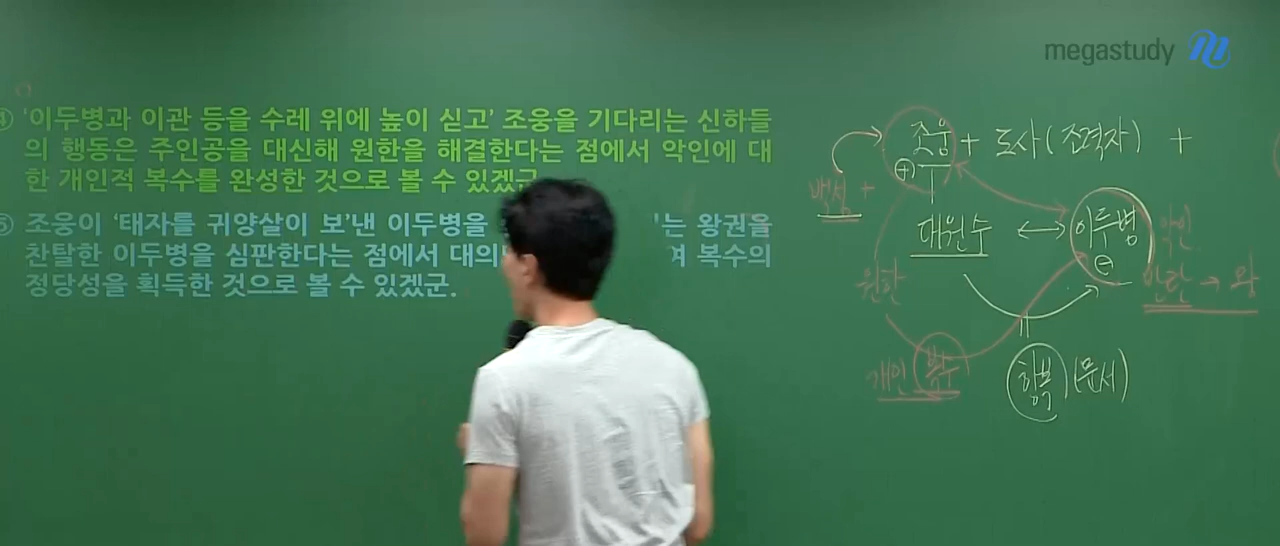 megastudy
④ '이두병과 이관 등을 수레 위에 높이 싣고' 조웅을 기다리는 신하들
의 행동은 주인공을 대신해 원한을 해결한다는 점에서 악인에 대
한 개인적 복수를 완성한 것으로 볼 수 있겠군
⑤ 조웅이 '태자를 귀양살이 보'낸 이두병을 '는 왕권을
찬탈한 이두병을 심판한다는 점에서 대의 복수의
정당성을 획득한 것으로 볼 수 있겠군.
조웅 + 도사(조력자) +
백성 +
대원수 ↔ 이두병 악인
원한 → 왕
개인 복수
항복 (문서)